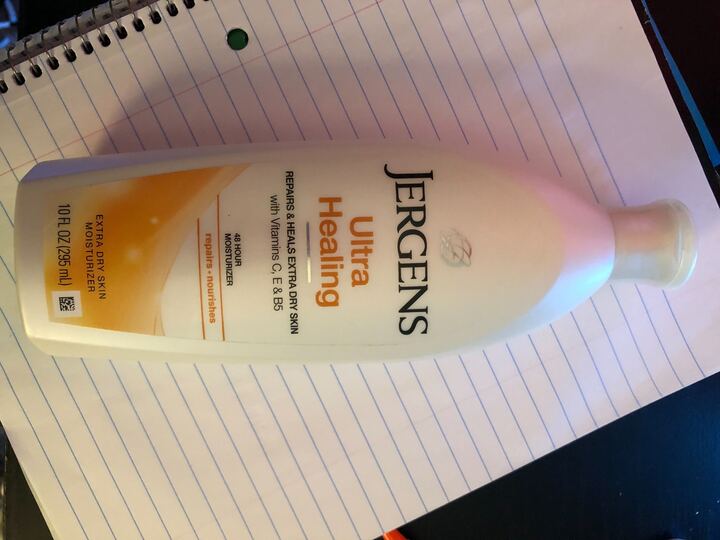 JERGENS
Ultra
Healing
REPAIRS & HEALS EXTRA DRY SKIN
with Vitamins C, E & B5
48 HOUR
MOISTURIZER
repairs • nourishes
EXTRA DRY SKIN
MOISTURIZER
10 FL OZ (295 mL)